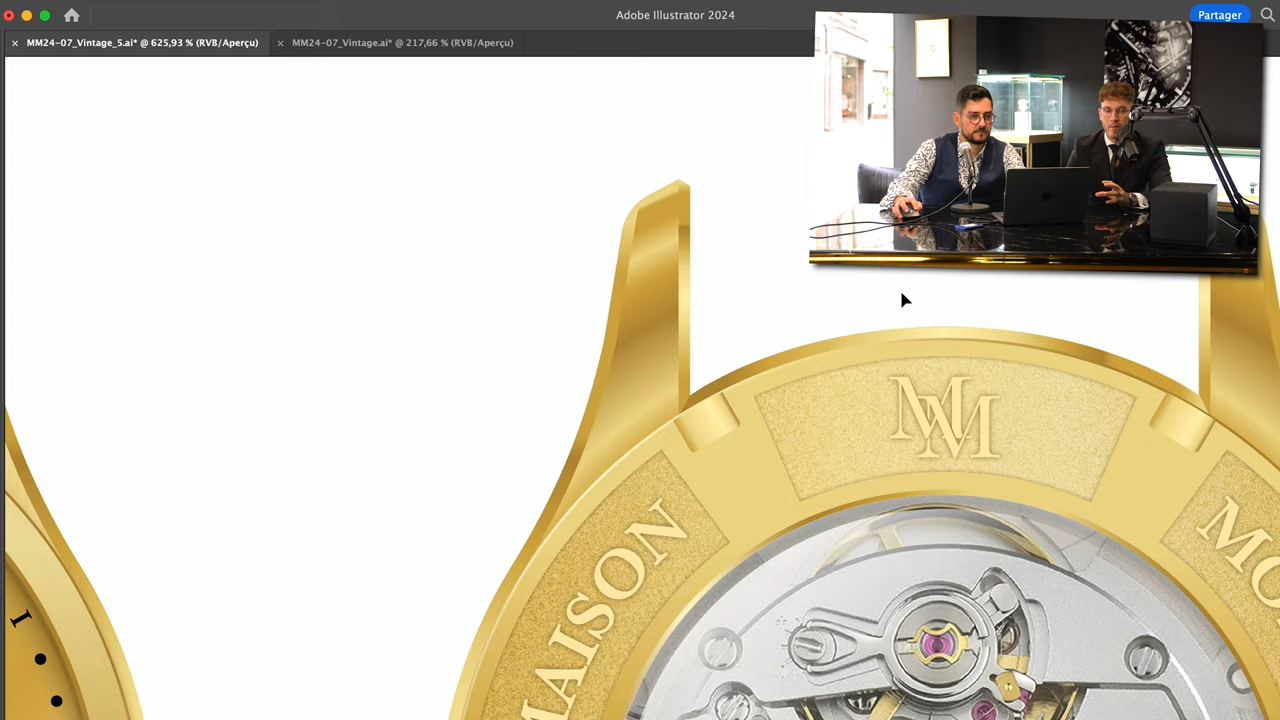 Adobe Illustrator 2024
Partager
× MM24-07_Vintage_5.ai* @ 625,93 % (RVB/Aperçu)
× MM24-07_Vintage.ai* @ 217,66 % (RVB/Aperçu)
MM
MAISON
MO
I